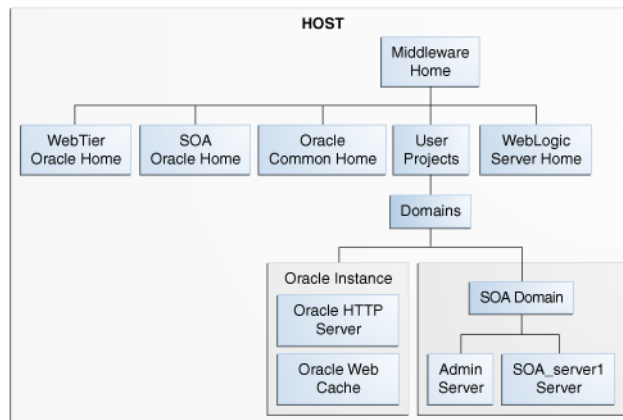 HOST
Middleware
Home
WebTier
Oracle Home
SOA
Oracle Home
Oracle
Common Home
User
Projects
WebLogic
Server Home
Domains
Oracle Instance
Oracle HTTP
Server
Oracle Web
Cache
SOA Domain
Admin
Server
SOA_server1
Server